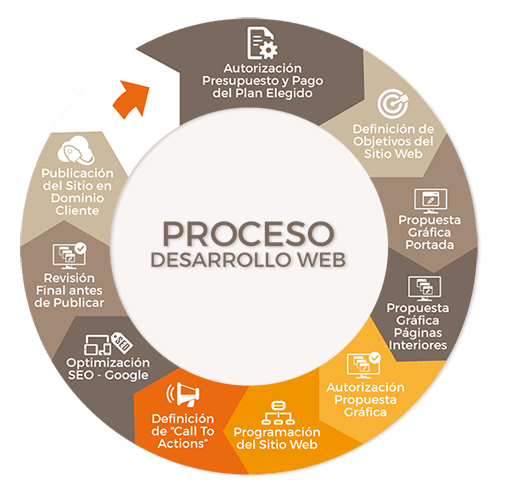 Autorización
Presupuesto y Pago
del Plan Elegido
Definición de
Objetivos del
Sitio Web
Propuesta
Gráfica
Portada
Propuesta
Gráfica
Páginas
Interiores
Autorización
Propuesta
Gráfica
Programación
del Sitio Web
Definición
de "Call To
Actions"
SEO
Optimización
SEO - Google
Revisión
Final antes
de Publicar
Publicación
del Sitio en
Dominio
Cliente
PROCESO
DESARROLLO WEB